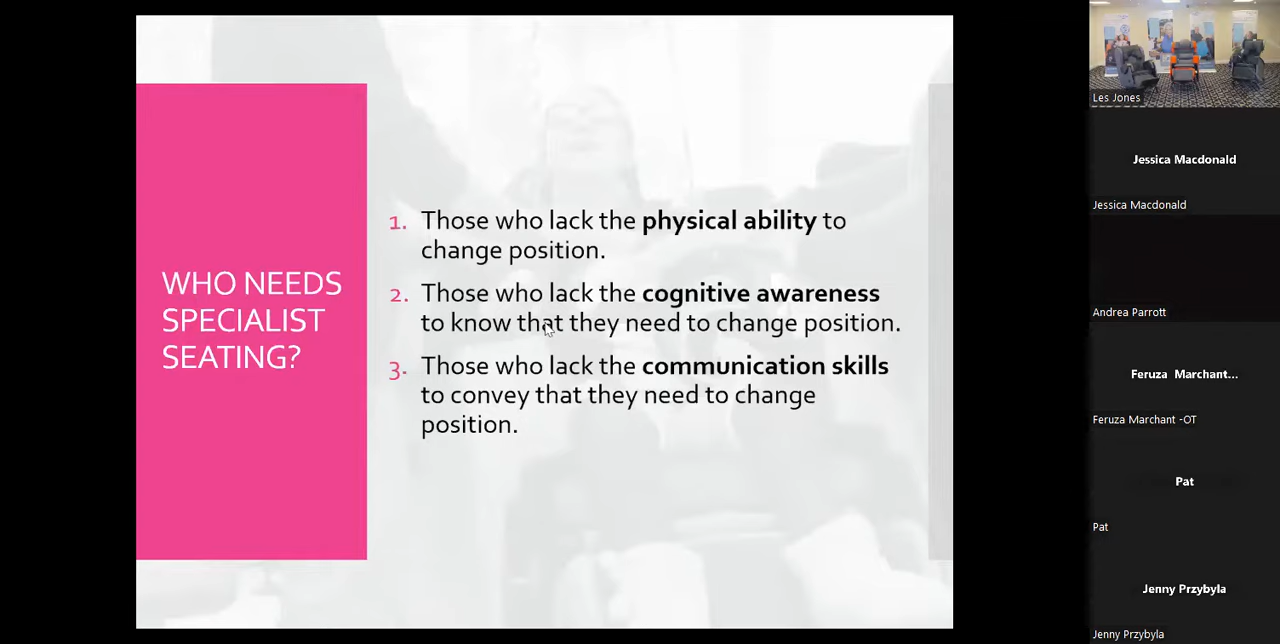 WHO NEEDS
SPECIALIST
SEATING?
1. Those who lack the physical ability to
change position.
2. Those who lack the cognitive awareness
to know that they need to change position.
3. Those who lack the communication skills
to convey that they need to change
position.
Les Jones
Jessica Macdonald
Jessica Macdonald
Andrea Parrott
Feruza Marchant...
Feruza Marchant -OT
Pat
Pat
Jenny Przybyla
Jenny Przybyla